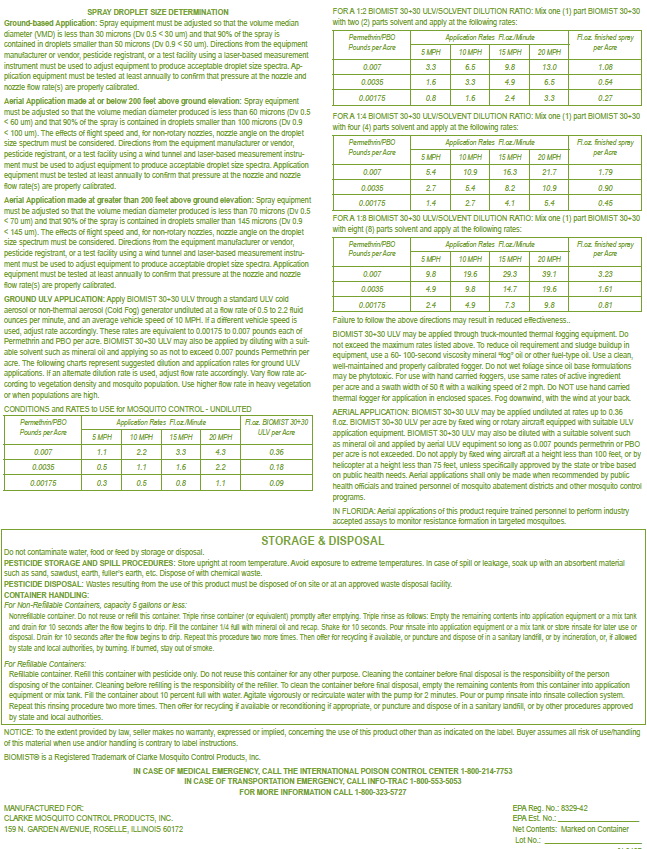 SPRAY DROPLET SIZE DETERMINATION
Ground-based Application: Spray equipment must be adjusted so that the volume median
diameter (VMD) is less than 30 microns (Dv 0.5 < 30 um) and that 90% of the spray is
contained in droplets smaller than 50 microns (Dv 0.9 < 50 um). Directions from the equipment
manufacturer or vendor, pesticide registrant, or a test facility using a laser-based measurement
instrument must be used to adjust equipment to produce acceptable droplet size spectra. Ap-
plication equipment must be tested at least annually to confirm that pressure at the nozzle and
nozzle flow rate(s) are properly calibrated.
Aerial Application made at or below 200 feet above ground elevation: Spray equipment
must be adjusted so that the volume median diameter produced is less than 60 microns (Dv 0.5
< 60 um) and that 90% of the spray is contained in droplets smaller than 100 microns (Dv 0.9
< 100 um). The effects of flight speed and, for non-rotary nozzles, nozzle angle on the droplet
size spectrum must be considered. Directions from the equipment manufacturer or vendor,
pesticide registrant, or a test facility using a wind tunnel and laser-based measurement instru-
ment must be used to adjust equipment to produce acceptable droplet size spectra. Application
equipment must be tested at least annually to confirm that pressure at the nozzle and nozzle
flow rate(s) are properly calibrated.
Aerial Application made at greater than 200 feet above ground elevation: Spray equipment
must be adjusted so that the volume median diameter produced is less than 70 microns (Dv 0.5
< 70 um) and that 90% of the spray is contained in droplets smaller than 145 microns (Dv 0.9
< 145 um). The effects of flight speed and, for non-rotary nozzles, nozzle angle on the droplet
size spectrum must be considered. Directions from the equipment manufacturer or vendor,
pesticide registrant, or a test facility using a wind tunnel and laser-based measurement instru-
ment must be used to adjust equipment to produce acceptable droplet size spectra. Application
equipment must be tested at least annually to confirm that pressure at the nozzle and nozzle
flow rate(s) are properly calibrated.
GROUND ULV APPLICATION: Apply BIOMIST 30+30 ULV through a standard ULV cold
aerosol or non-thermal aerosol (Cold Fog) generator undiluted at a flow rate of 0.5 to 2.2 fluid
ounces per minute, and an average vehicle speed of 10 MPH. If a different vehicle speed is
used, adjust rate accordingly. These rates are equivalent to 0.00175 to 0.007 pounds each of
Permethrin and PBO per acre. BIOMIST 30+30 ULV may also be applied by diluting with a suit-
able solvent such as mineral oil and applying so as not to exceed 0.007 pounds Permethrin per
acre. The following charts represent suggested dilution and application rates for ground ULV
applications. If an alternate dilution rate is used, adjust flow rate accordingly. Vary flow rate ac-
cording to vegetation density and mosquito population. Use higher flow rate in heavy vegetation
or when populations are high.
CONDITIONS and RATES to USE for MOSQUITO CONTROL - UNDILUTED
Permethrin/PBO Application Rates Fl.oz./Minute Fl.oz. BIOMIST 30+30
Pounds per Acre 5 MPH 10 MPH 15 MPH 20 MPH ULV per Acre
0.007 1.1 2.2 3.3 4.3 0.36
0.0035 0.5 1.1 1.6 2.2 0.18
0.00175 0.3 0.5 0.8 1.1 0.09
FOR A 1:2 BIOMIST 30+30 ULV/SOLVENT DILUTION RATIO: Mix one (1) part BIOMIST 30+30
with two (2) parts solvent and apply at the following rates:
Permethrin/PBO Application Rates Fl.oz./Minute Fl.oz. finished spray
Pounds per Acre 5 MPH 10 MPH 15 MPH 20 MPH per Acre
0.007 3.3 6.5 9.8 13.0 1.08
0.0035 1.6 3.3 4.9 6.5 0.54
0.00175 0.8 1.6 2.4 3.3 0.27
FOR A 1:4 BIOMIST 30+30 ULV/SOLVENT DILUTION RATIO: Mix one (1) part BIOMIST 30+30
with four (4) parts solvent and apply at the following rates:
Permethrin/PBO Application Rates Fl.oz./Minute Fl.oz. finished spray
Pounds per Acre 5 MPH 10 MPH 15 MPH 20 MPH per Acre
0.007 5.4 10.9 16.3 21.7 1.79
0.0035 2.7 5.4 8.2 10.9 0.90
0.00175 1.4 2.7 4.1 5.4 0.45
FOR A 1:8 BIOMIST 30+30 ULV/SOLVENT DILUTION RATIO: Mix one (1) part BIOMIST 30+30
with eight (8) parts solvent and apply at the following rates:
Permethrin/PBO Application Rates Fl.oz./Minute Fl.oz. finished spray
Pounds per Acre 5 MPH 10 MPH 15 MPH 20 MPH per Acre
0.007 9.8 19.6 29.3 39.1 3.23
0.0035 4.9 9.8 14.7 19.6 1.61
0.00175 2.4 4.9 7.3 9.8 0.81
Failure to follow the above directions may result in reduced effectiveness..
BIOMIST 30+30 ULV may be applied through truck-mounted thermal fogging equipment. Do
not exceed the maximum rates listed above. To reduce oil requirement and sludge buildup in
equipment, use a 60- 100-second viscosity mineral "fog" oil or other fuel-type oil. Use a clean,
well-maintained and properly calibrated fogger. Do not wet foliage since oil base formulations
may be phytotoxic. For use with hand carried foggers, use same rates of active ingredient
per acre and a swath width of 50 ft with a walking speed of 2 mph. Do NOT use hand carried
thermal fogger for application in enclosed spaces. Fog downwind, with the wind at your back.
AERIAL APPLICATION: BIOMIST 30+30 ULV may be applied undiluted at rates up to 0.36
fl.oz. BIOMIST 30+30 ULV per acre by fixed wing or rotary aircraft equipped with suitable ULV
application equipment. BIOMIST 30+30 ULV may also be diluted with a suitable solvent such
as mineral oil and applied by aerial ULV equipment so long as 0.007 pounds permethrin or PBO
per acre is not exceeded. Do not apply by fixed wing aircraft at a height less than 100 feet, or by
helicopter at a height less than 75 feet, unless specifically approved by the state or tribe based
on public health needs. Aerial applications shall only be made when recommended by public
health officials and trained personnel of mosquito abatement districts and other mosquito control
programs.
IN FLORIDA: Aerial applications of this product require trained personnel to perform industry
accepted assays to monitor resistance formation in targeted mosquitoes.
STORAGE & DISPOSAL
Do not contaminate water, food or feed by storage or disposal.
PESTICIDE STORAGE AND SPILL PROCEDURES: Store upright at room temperature. Avoid exposure to extreme temperatures. In case of spill or leakage, soak up with an absorbent material
such as sand, sawdust, earth, fuller's earth, etc. Dispose of with chemical waste.
PESTICIDE DISPOSAL: Wastes resulting from the use of this product must be disposed of on site or at an approved waste disposal facility.
CONTAINER HANDLING:
For Non-Refillable Containers, capacity 5 gallons or less:
Nonrefillable container. Do not reuse or refill this container. Triple rinse container (or equivalent) promptly after emptying. Triple rinse as follows: Empty the remaining contents into application equipment or a mix tank
and drain for 10 seconds after the flow begins to drip. Fill the container 1/4 full with mineral oil and recap. Shake for 10 seconds. Pour rinsate into application equipment or a mix tank or store rinsate for later use or
disposal. Drain for 10 seconds after the flow begins to drip. Repeat this procedure two more times. Then offer for recycling if available, or puncture and dispose of in a sanitary landfill, or by incineration, or, if allowed
by state and local authorities, by burning. If burned, stay out of smoke.
For Refillable Containers:
Refillable container. Refill this container with pesticide only. Do not reuse this container for any other purpose. Cleaning the container before final disposal is the responsibility of the person
disposing of the container. Cleaning before refilling is the responsibility of the refiller. To clean the container before final disposal, empty the remaining contents from this container into application
equipment or mix tank. Fill the container about 10 percent full with water. Agitate vigorously or recirculate water with the pump for 2 minutes. Pour or pump rinsate into rinsate collection system.
Repeat this rinsing procedure two more times. Then offer for recycling if available or reconditioning if appropriate, or puncture and dispose of in a sanitary landfill, or by other procedures approved
by state and local authorities.
NOTICE: To the extent provided by law, seller makes no warranty, expressed or implied, concerning the use of this product other than as indicated on the label. Buyer assumes all risk of use/handling
of this material when use and/or handling is contrary to label instructions.
BIOMIST® is a Registered Trademark of Clarke Mosquito Control Products, Inc.
IN CASE OF MEDICAL EMERGENCY, CALL THE INTERNATIONAL POISON CONTROL CENTER 1-800-214-7753
IN CASE OF TRANSPORTATION EMERGENCY, CALL INFO-TRAC 1-800-553-5053
FOR MORE INFORMATION CALL 1-800-323-5727
MANUFACTURED FOR:
CLARKE MOSQUITO CONTROL PRODUCTS, INC.
159 N. GARDEN AVENUE, ROSELLE, ILLINOIS 60172
EPA Reg. No.: 8329-42
EPA Est. No.:
Net Contents: Marked on Container
Lot No.: